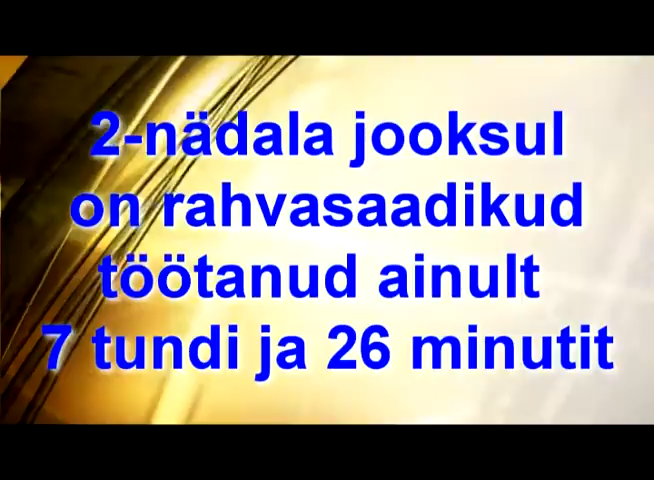 2-nädala jooksul
on rahvasaadikud
töötanud ainult
7 tundi ja 26 minutit